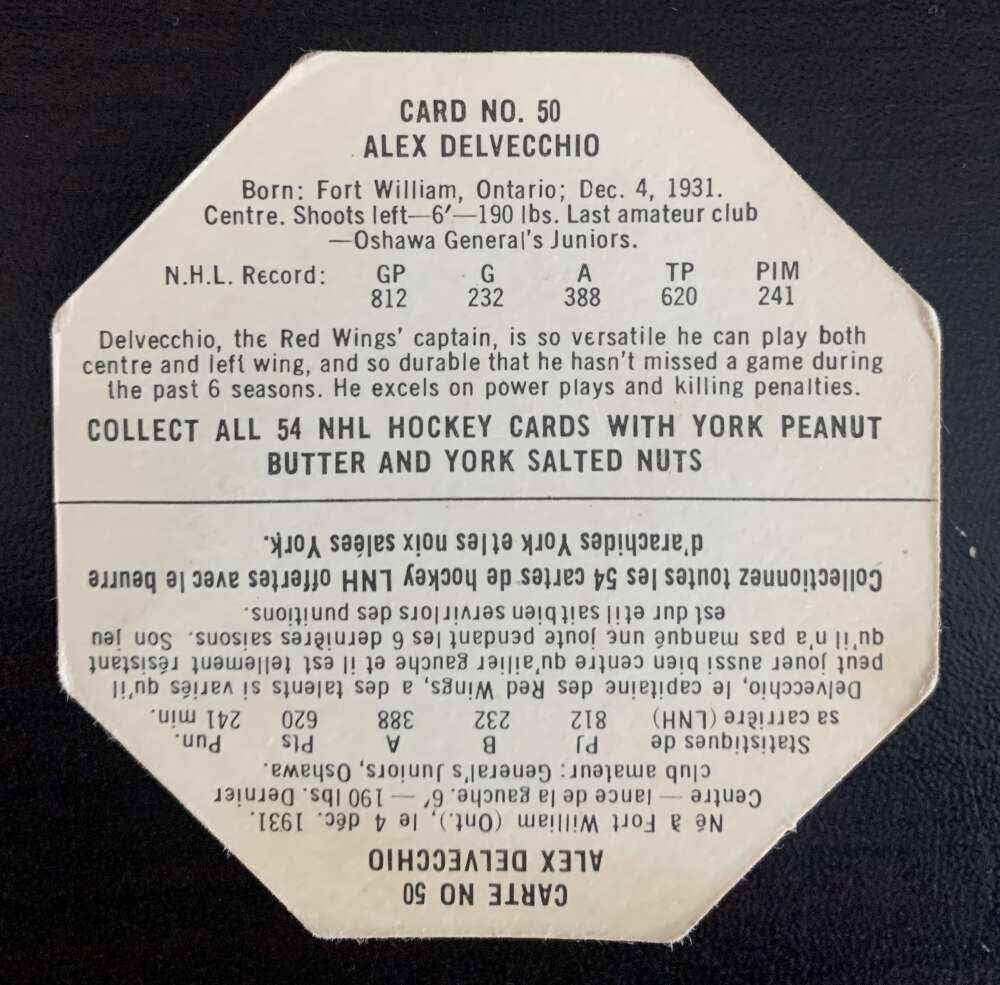 CARD NO. 50
ALEX DELVECCHIO
Born: Fort William, Ontario; Dec. 4, 1931.
Centre. Shoots left—6′—190 lbs. Last amateur club
—Oshawa General's Juniors.
N.H.L. Record: GP G A TP PIM
812 232 388 620 241
Delvecchio, the Red Wings' captain, is so versatile he can play both
centre and left wing, and so durable that he hasn't missed a game during
the past 6 seasons. He excels on power plays and killing penalties.
COLLECT ALL 54 NHL HOCKEY CARDS WITH YORK PEANUT
BUTTER AND YORK SALTED NUTS
CARTE NO 50
ALEX DELVECCHIO
Né à Fort William (Ont.), le 4 déc. 1931.
Centre — lance de la gauche. 6′ — 190 lbs. Dernier
club amateur: General's Juniors, Oshawa.
Statistiques de PJ B A Pts Pun.
sa carrière (LNH) 812 232 388 620 241 min.
Delvecchio, le capitaine des Red Wings, a des talents si variés qu'il
peut jouer aussi bien centre qu'ailier gauche et il est tellement résistant
qu'il n'a pas manqué une joute pendant les 6 dernières saisons. Son jeu
est dur et il sait bien servir lors des punitions.
Collectionnez toutes les 54 cartes de hockey LNH offertes avec le beurre
d'arachides York et les noix salées York.